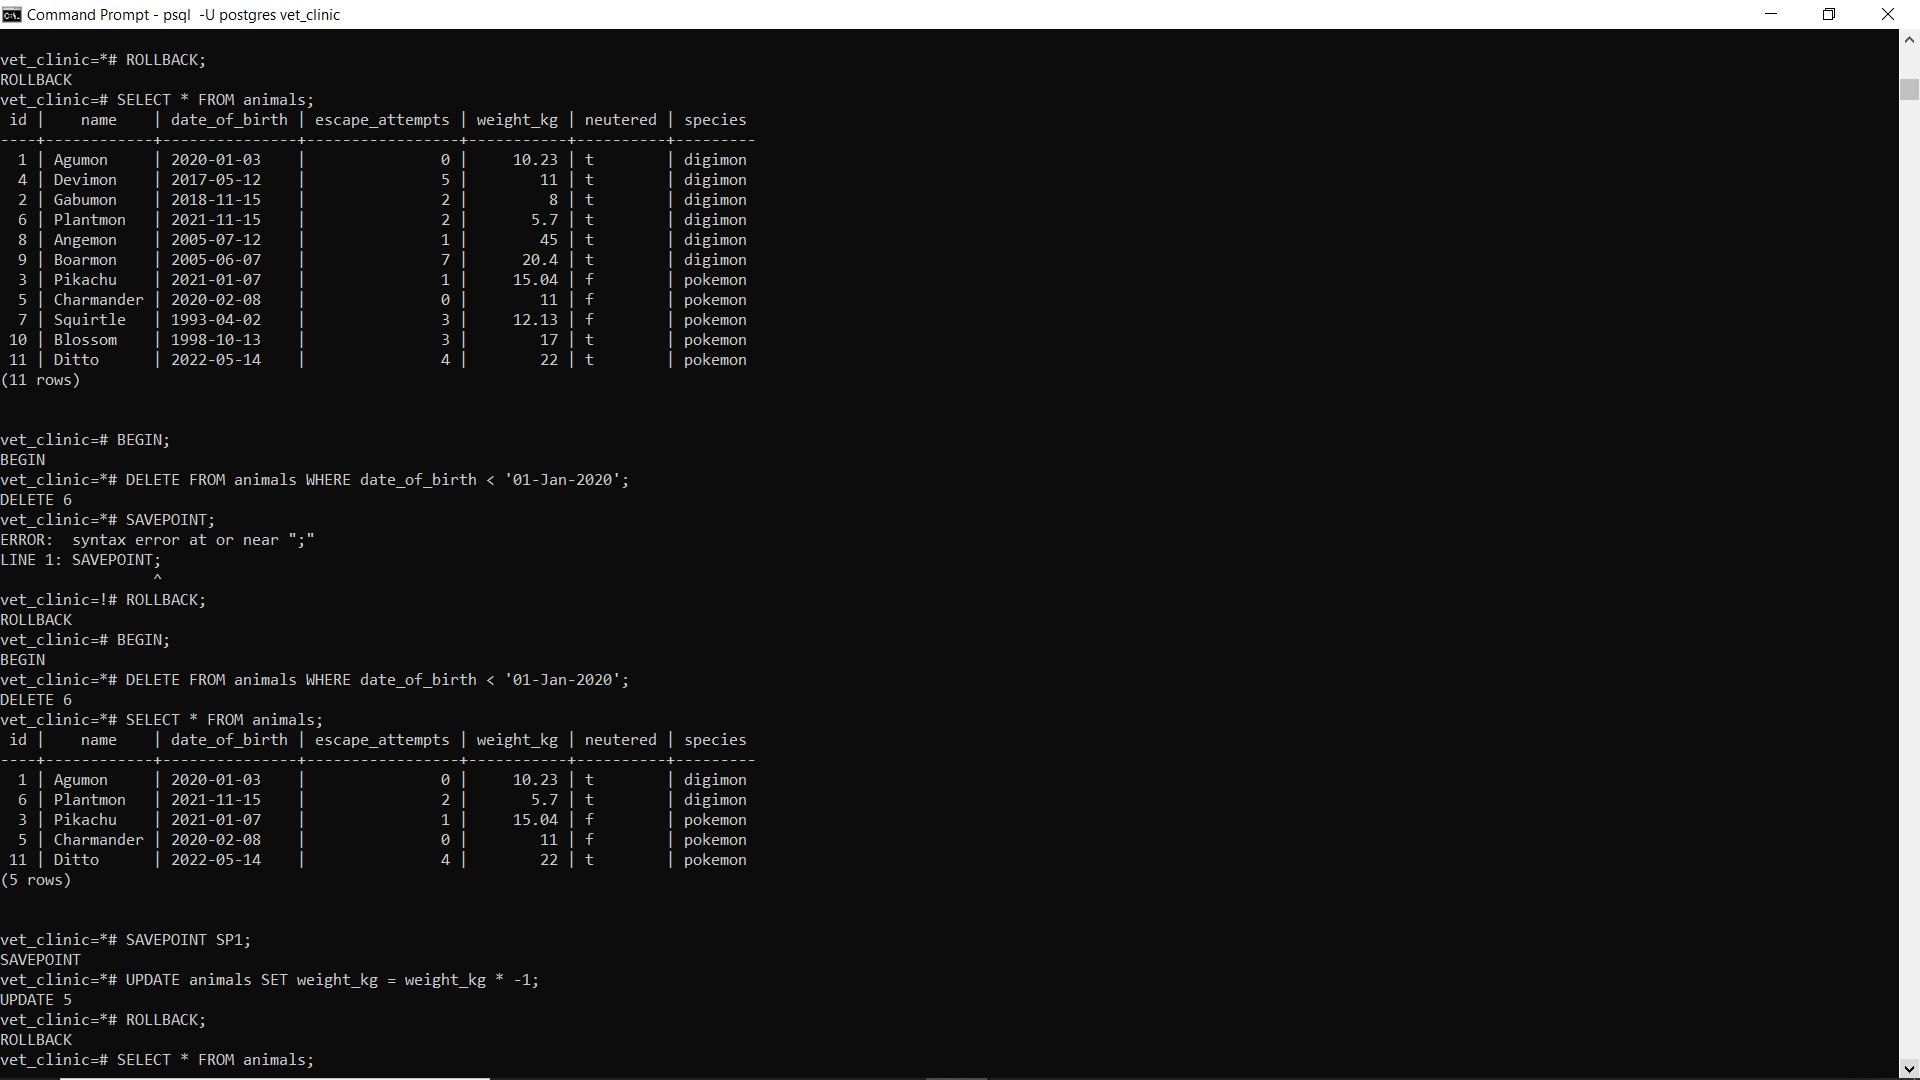 Command Prompt - psql  -U postgres vet_clinic
vet_clinic=*# ROLLBACK;
ROLLBACK
vet_clinic=# SELECT * FROM animals;
 id |    name    | date_of_birth | escape_attempts | weight_kg | neutered | species
----+------------+---------------+-----------------+-----------+----------+---------
  1 | Agumon     | 2020-01-03    |               0 |     10.23 | t        | digimon
  4 | Devimon    | 2017-05-12    |               5 |        11 | t        | digimon
  2 | Gabumon    | 2018-11-15    |               2 |         8 | t        | digimon
  6 | Plantmon   | 2021-11-15    |               2 |       5.7 | t        | digimon
  8 | Angemon    | 2005-07-12    |               1 |        45 | t        | digimon
  9 | Boarmon    | 2005-06-07    |               7 |      20.4 | t        | digimon
  3 | Pikachu    | 2021-01-07    |               1 |     15.04 | f        | pokemon
  5 | Charmander | 2020-02-08    |               0 |        11 | f        | pokemon
  7 | Squirtle   | 1993-04-02    |               3 |     12.13 | f        | pokemon
 10 | Blossom    | 1998-10-13    |               3 |        17 | t        | pokemon
 11 | Ditto      | 2022-05-14    |               4 |        22 | t        | pokemon
(11 rows)
vet_clinic=# BEGIN;
BEGIN
vet_clinic=*# DELETE FROM animals WHERE date_of_birth < '01-Jan-2020';
DELETE 6
vet_clinic=*# SAVEPOINT;
ERROR:  syntax error at or near ";"
LINE 1: SAVEPOINT;
                 ^
vet_clinic=!# ROLLBACK;
ROLLBACK
vet_clinic=# BEGIN;
BEGIN
vet_clinic=*# DELETE FROM animals WHERE date_of_birth < '01-Jan-2020';
DELETE 6
vet_clinic=*# SELECT * FROM animals;
 id |    name    | date_of_birth | escape_attempts | weight_kg | neutered | species
----+------------+---------------+-----------------+-----------+----------+---------
  1 | Agumon     | 2020-01-03    |               0 |     10.23 | t        | digimon
  6 | Plantmon   | 2021-11-15    |               2 |       5.7 | t        | digimon
  3 | Pikachu    | 2021-01-07    |               1 |     15.04 | f        | pokemon
  5 | Charmander | 2020-02-08    |               0 |        11 | f        | pokemon
 11 | Ditto      | 2022-05-14    |               4 |        22 | t        | pokemon
(5 rows)
vet_clinic=*# SAVEPOINT SP1;
SAVEPOINT
vet_clinic=*# UPDATE animals SET weight_kg = weight_kg * -1;
UPDATE 5
vet_clinic=*# ROLLBACK;
ROLLBACK
vet_clinic=# SELECT * FROM animals;